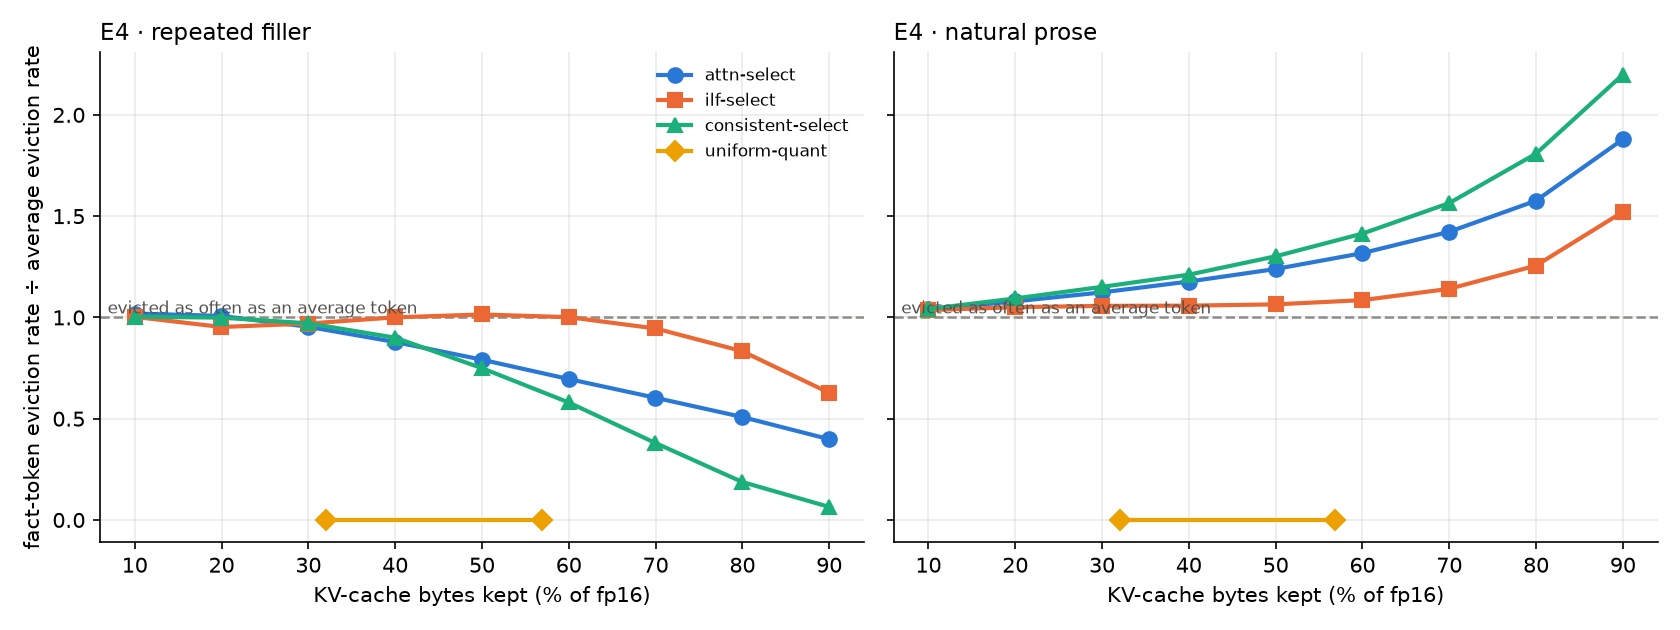 E4 · repeated filler
E4 · natural prose
fact-token eviction rate ÷ average eviction rate
2.0
1.5
1.0
0.5
0.0
attn-select
ilf-select
consistent-select
uniform-quant
evicted as often as an average token
evicted as often as an average token
10 20 30 40 50 60 70 80 90
10 20 30 40 50 60 70 80 90
KV-cache bytes kept (% of fp16)
KV-cache bytes kept (% of fp16)